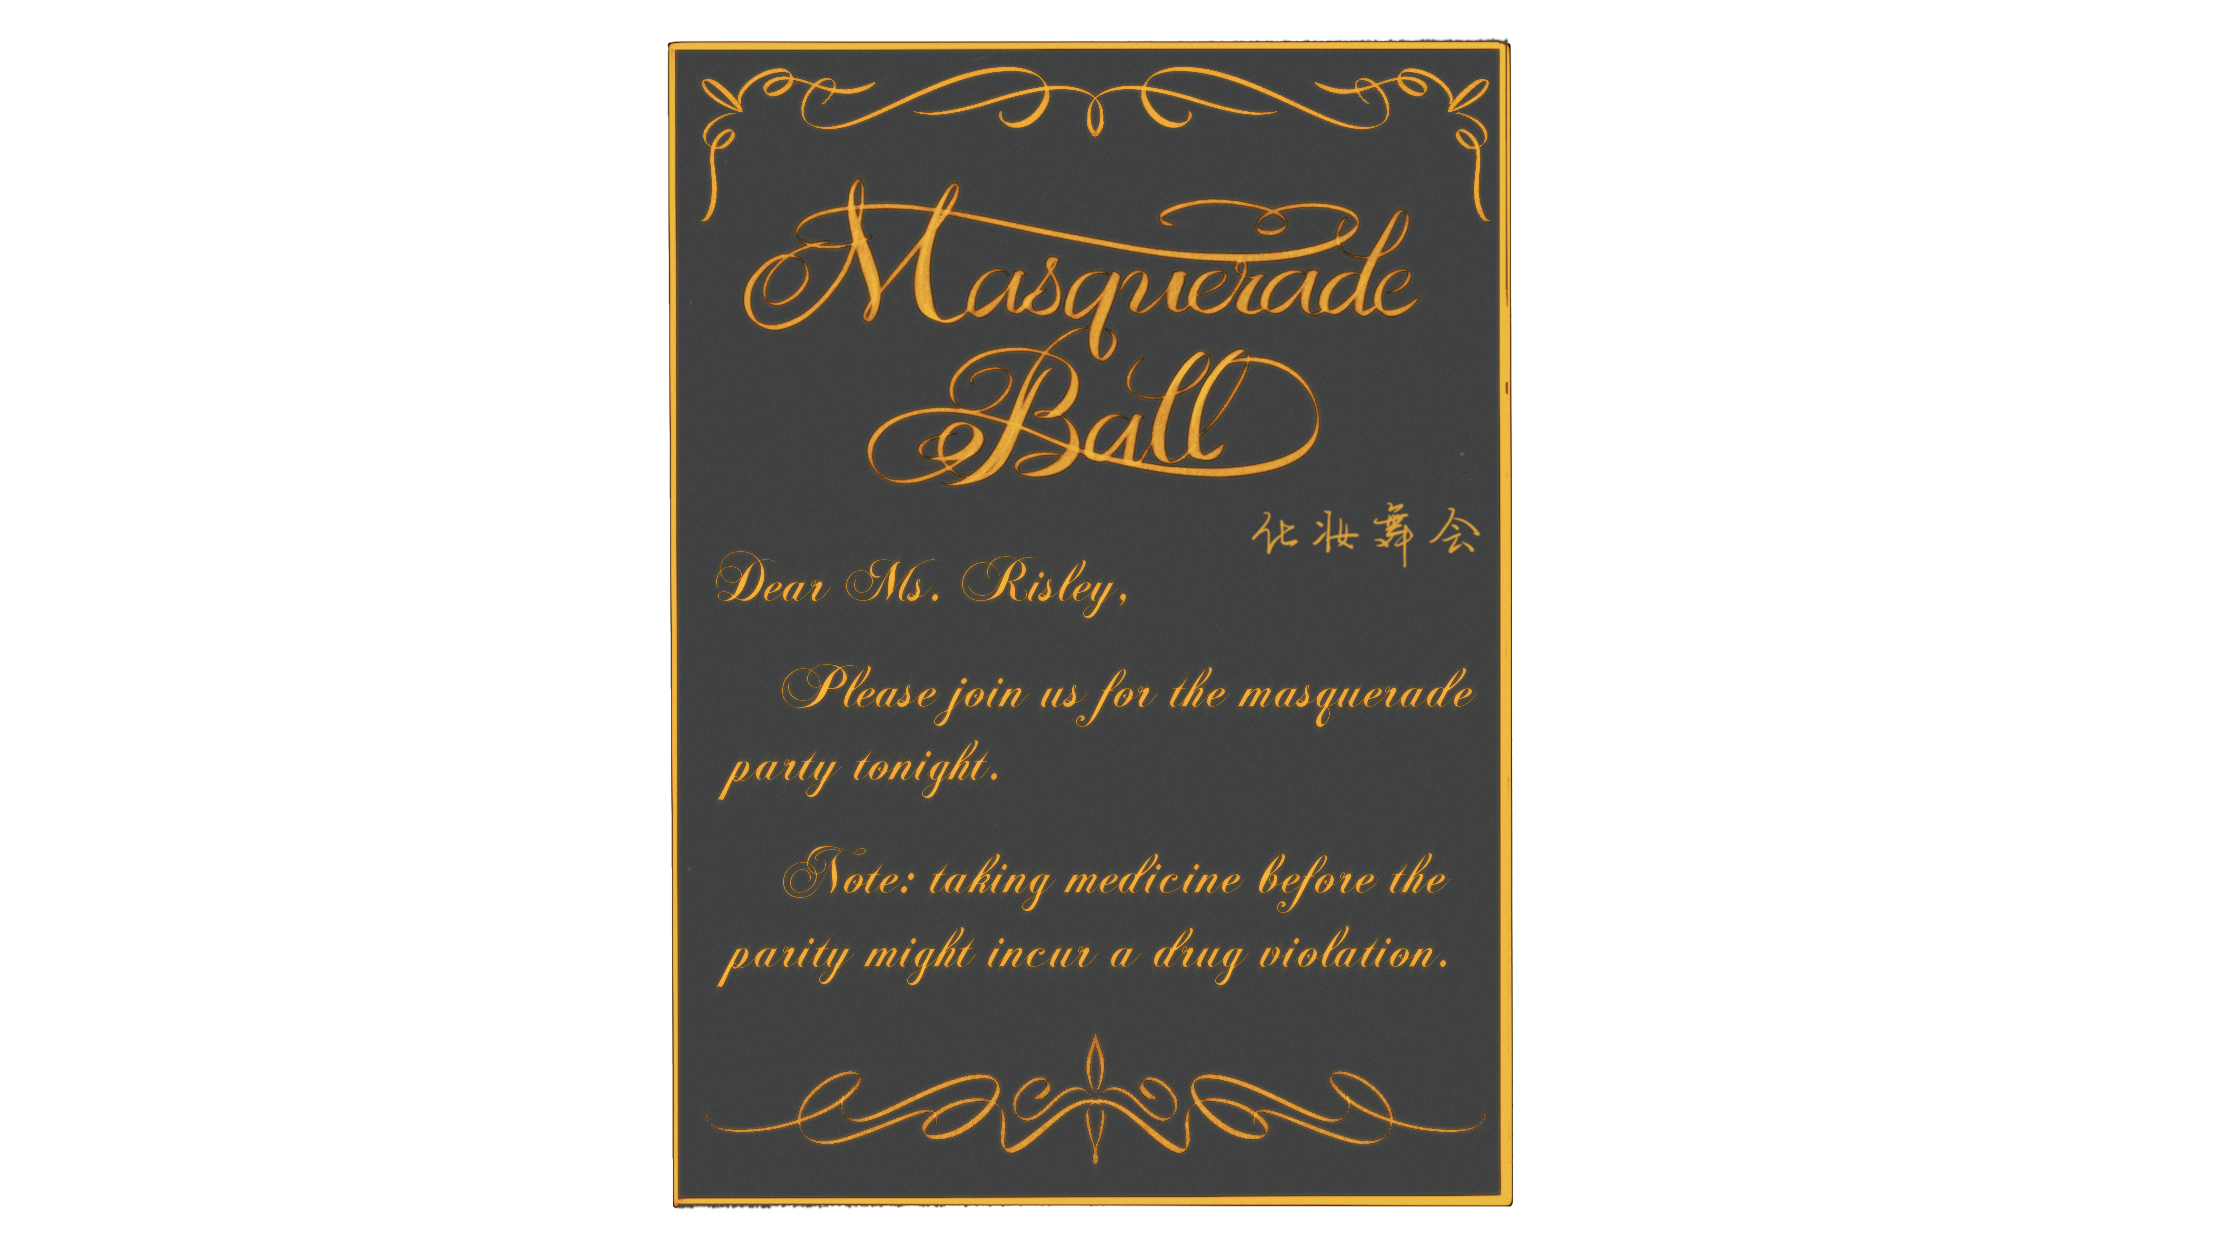 Masquerade
Ball
化妆舞会
Dear Ms. Risley,
Please join us for the masquerade
party tonight.
Note: taking medicine before the
parity might incur a drug violation.